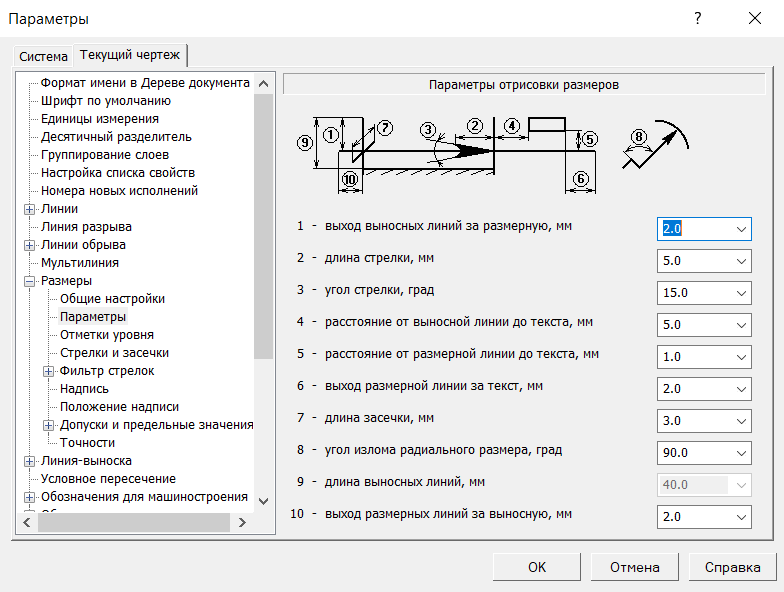 Параметры
?
Система
Текущий чертеж
Формат имени в Дереве документа
Шрифт по умолчанию
Единицы измерения
Десятичный разделитель
Группирование слоев
Настройка списка свойств
Номера новых исполнений
Линии
Линия разрыва
Линии обрыва
Мультилиния
Размеры
Общие настройки
Параметры
Отметки уровня
Стрелки и засечки
Фильтр стрелок
Надпись
Положение надписи
Допуски и предельные значения
Точности
Линия-выноска
Условное пересечение
Обозначения для машиностроения
Параметры отрисовки размеров
9 1 7 3 2 4 5 8
10 6
1 - выход выносных линий за размерную, мм 2.0
2 - длина стрелки, мм 5.0
3 - угол стрелки, град 15.0
4 - расстояние от выносной линии до текста, мм 5.0
5 - расстояние от размерной линии до текста, мм 1.0
6 - выход размерной линии за текст, мм 2.0
7 - длина засечки, мм 3.0
8 - угол излома радиального размера, град 90.0
9 - длина выносных линий, мм 40.0
10 - выход размерных линий за выносную, мм 2.0
OK
Отмена
Справка